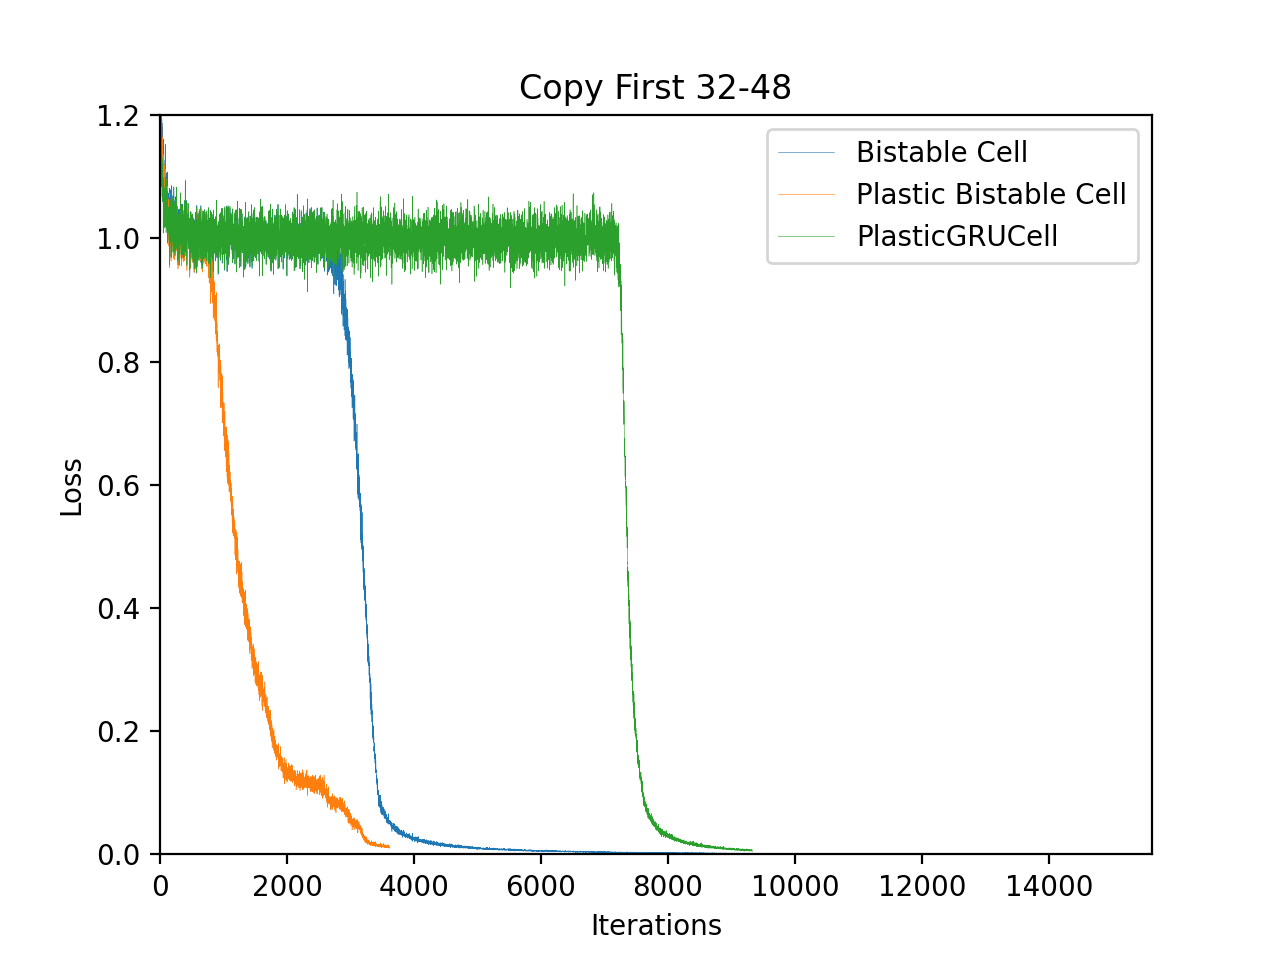 Copy First 32-48
1.2
1.0
0.8
0.6
0.4
0.2
0.0
Loss
Bistable Cell
Plastic Bistable Cell
PlasticGRUCell
0 2000 4000 6000 8000 10000 12000 14000
Iterations